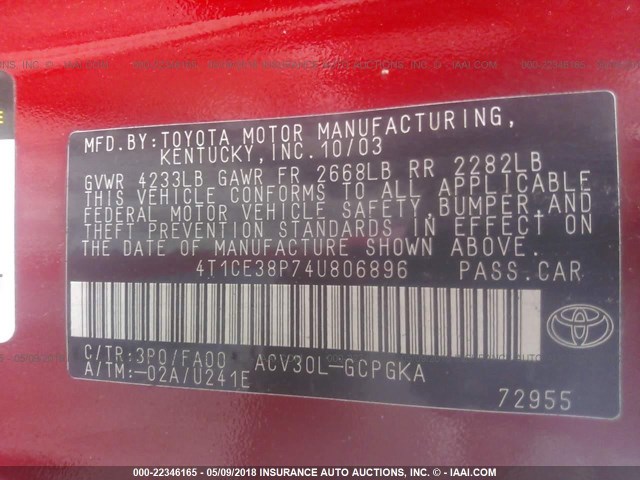 MFD.BY:TOYOTA MOTOR MANUFACTURING,
KENTUCKY,INC.10/03
GVWR 4233LB GAWR FR 2668LB RR 2282LB
THIS VEHICLE CONFORMS TO ALL APPLICABLE
FEDERAL MOTOR VEHICLE SAFETY,BUMPER,AND
THEFT PREVENTION STANDARDS IN EFFECT ON
THE DATE OF MANUFACTURE SHOWN ABOVE.
4T1CE38P74U806896 PASS.CAR
C/TR:3P0/FA00 ACV30L-GCPGKA
A/TM:-02A/U241E
72955
000-22346165 - 05/09/2018 INSURANCE AUTO AUCTIONS, INC. © - IAAI.COM